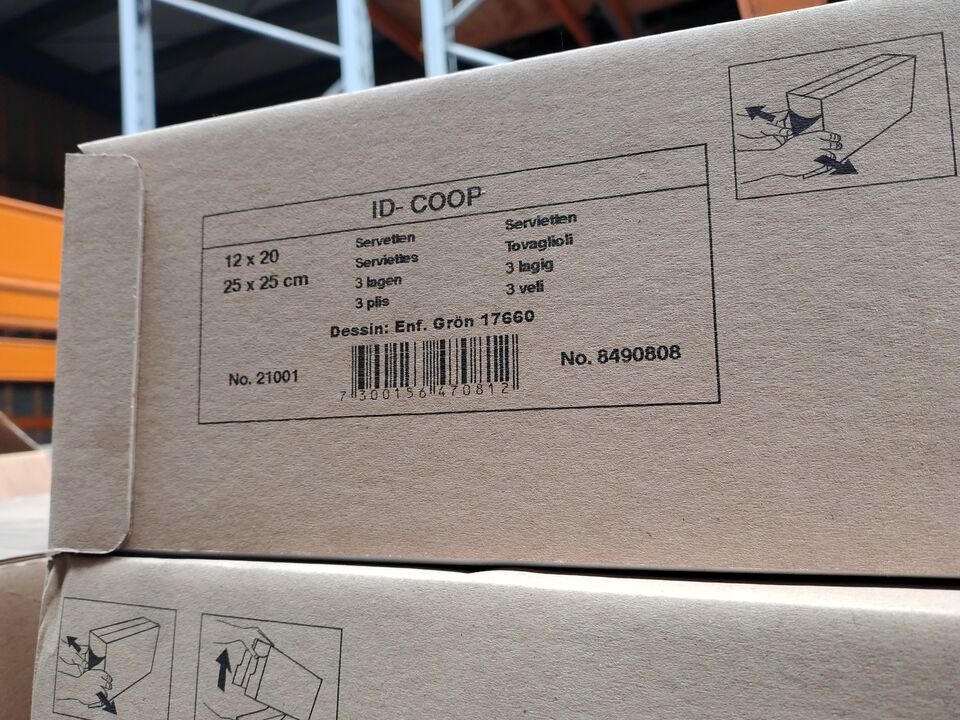 ID- COOP
12 x 20
25 x 25 cm
Servetten
Serviettes
3 lagen
3 plis
Servietten
Tovaglioli
3 lagig
3 veli
Dessin: Enf. Grön 17660
No. 21001
7 300156 470812
No. 8490808